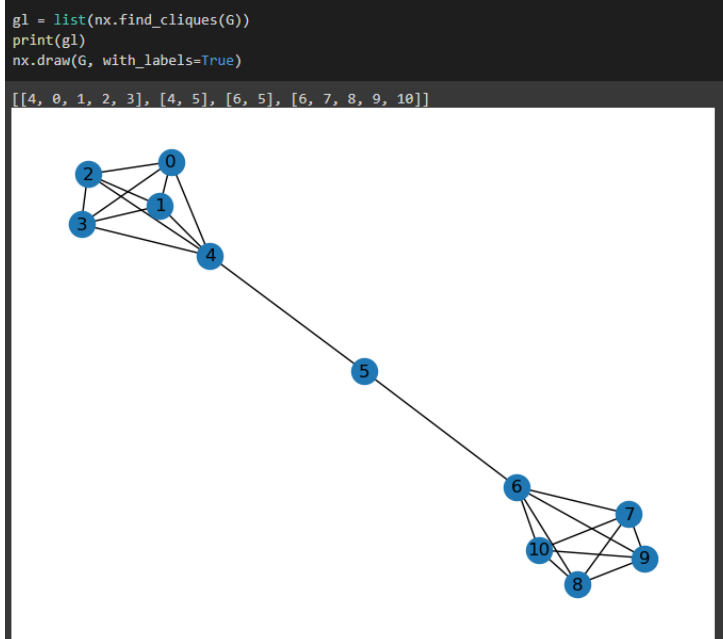 gl = list(nx.find_cliques(G))
print(gl)
nx.draw(G, with_labels=True)
[[4, 0, 1, 2, 3], [4, 5], [6, 5], [6, 7, 8, 9, 10]]
0
2
1
3
4
5
6
7
10
9
8